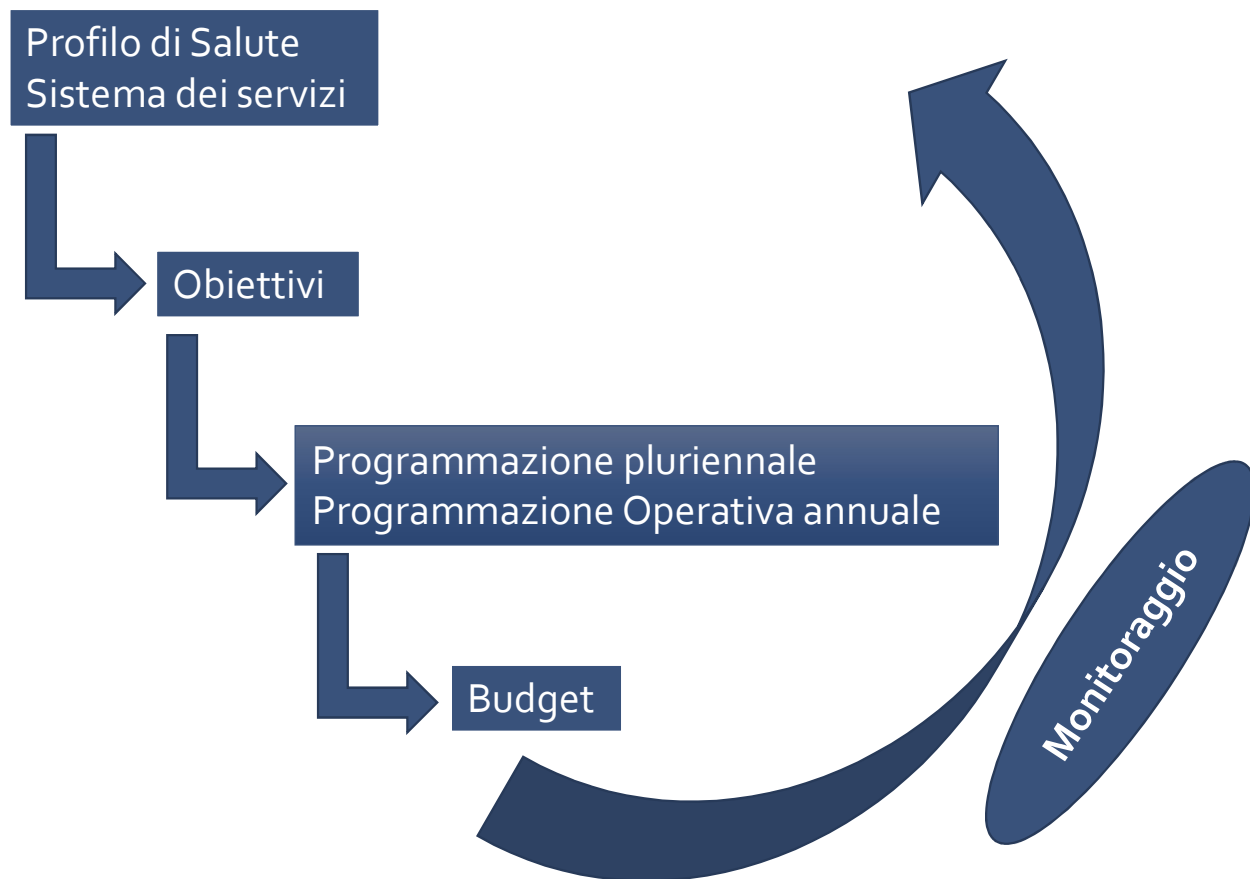 Profilo di Salute
Sistema dei servizi
Obiettivi
Programmazione pluriennale
Programmazione Operativa annuale
Budget
Monitoraggio